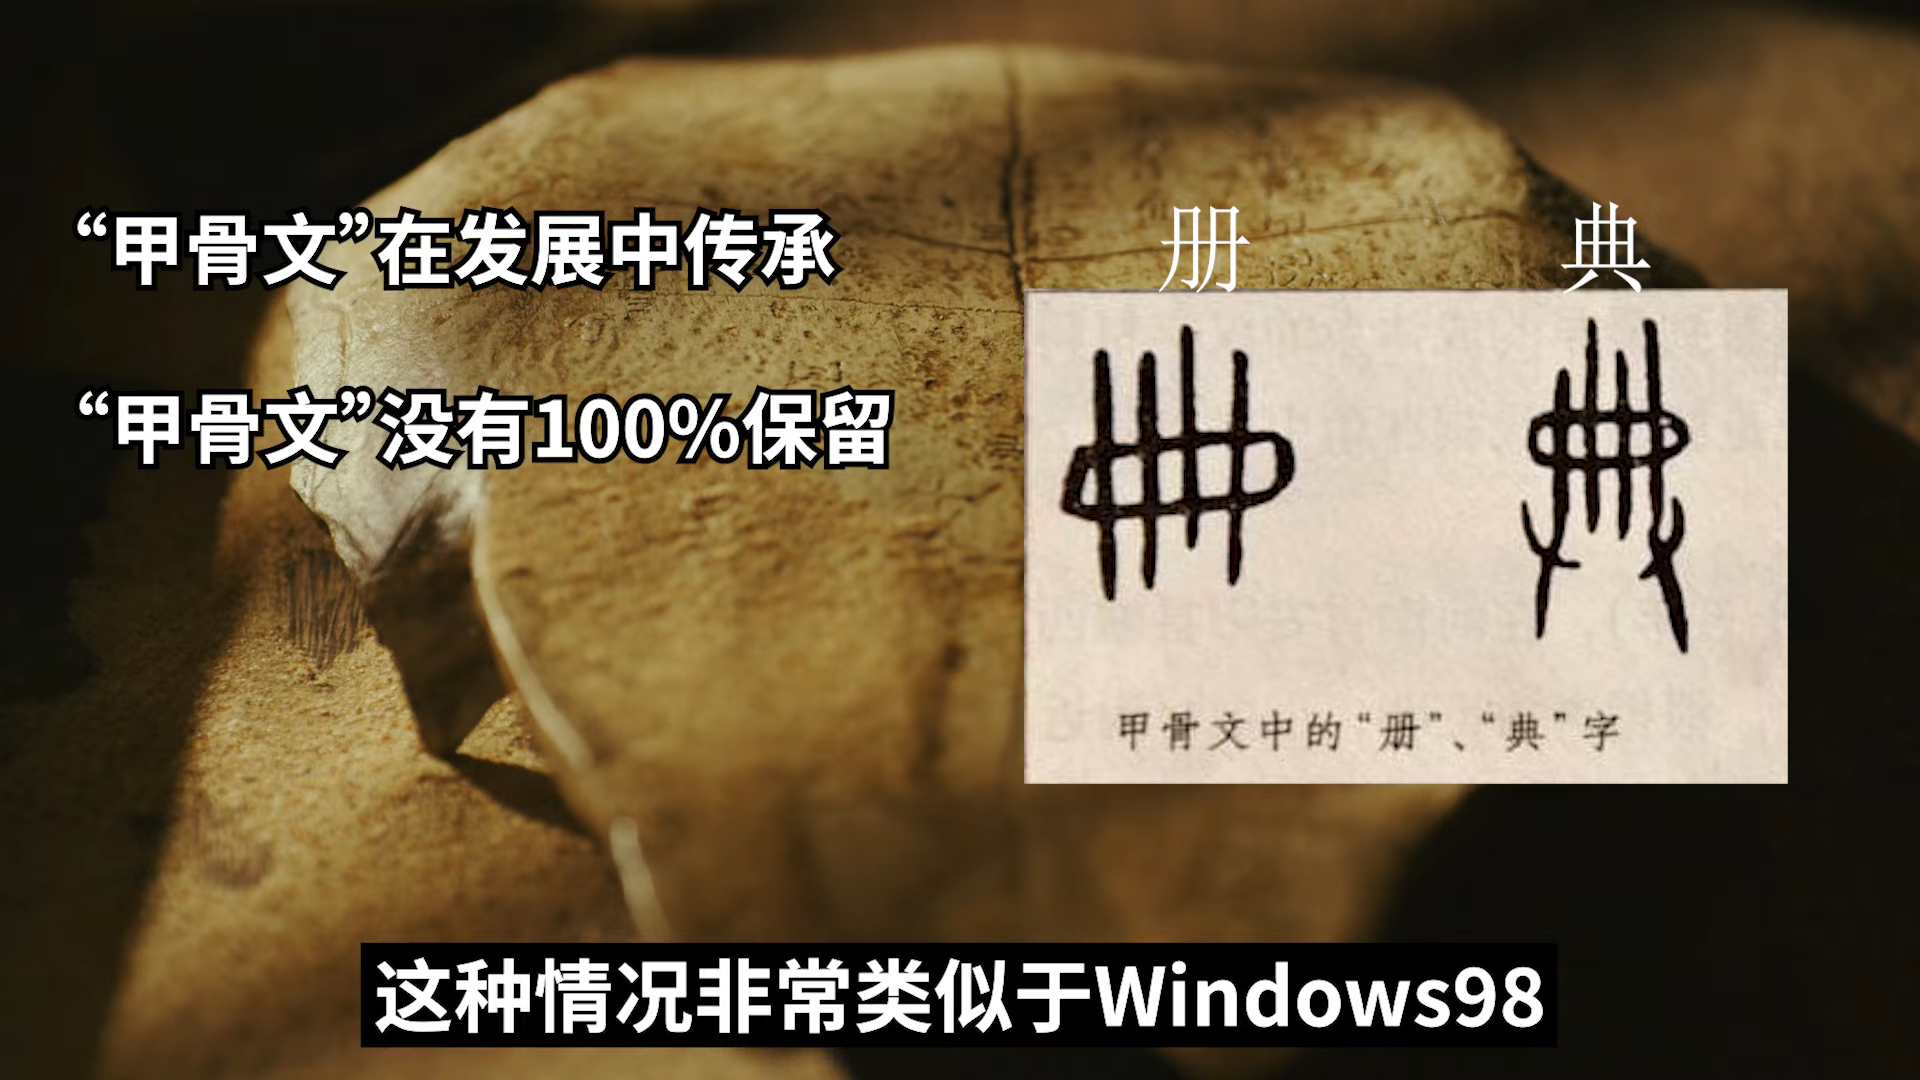 “甲骨文”在发展中传承
“甲骨文”没有100%保留
册 典
甲骨文中的“册”、“典”字
这种情况非常类似于Windows98